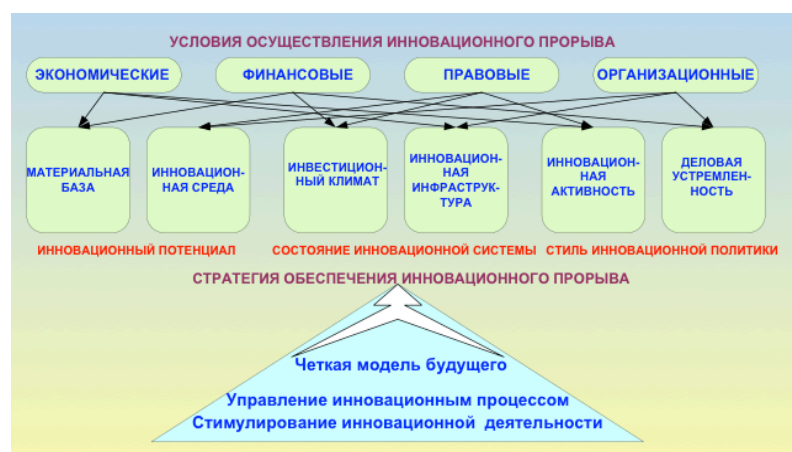 УСЛОВИЯ ОСУЩЕСТВЛЕНИЯ ИННОВАЦИОННОГО ПРОРЫВА
ЭКОНОМИЧЕСКИЕ
ФИНАНСОВЫЕ
ПРАВОВЫЕ
ОРГАНИЗАЦИОННЫЕ
МАТЕРИАЛЬНАЯ
БАЗА
ИННОВАЦИОН-
НАЯ СРЕДА
ИНВЕСТИЦИОН-
НЫЙ КЛИМАТ
ИННОВАЦИОН-
НАЯ
ИНФРАСТРУК-
ТУРА
ИННОВАЦИОН-
НАЯ
АКТИВНОСТЬ
ДЕЛОВАЯ
УСТРЕМЛЕН-
НОСТЬ
ИННОВАЦИОННЫЙ ПОТЕНЦИАЛ
СОСТОЯНИЕ ИННОВАЦИОННОЙ СИСТЕМЫ
СТИЛЬ ИННОВАЦИОННОЙ ПОЛИТИКИ
СТРАТЕГИЯ ОБЕСПЕЧЕНИЯ ИННОВАЦИОННОГО ПРОРЫВА
Четкая модель будущего
Управление инновационным процессом
Стимулирование инновационной деятельности